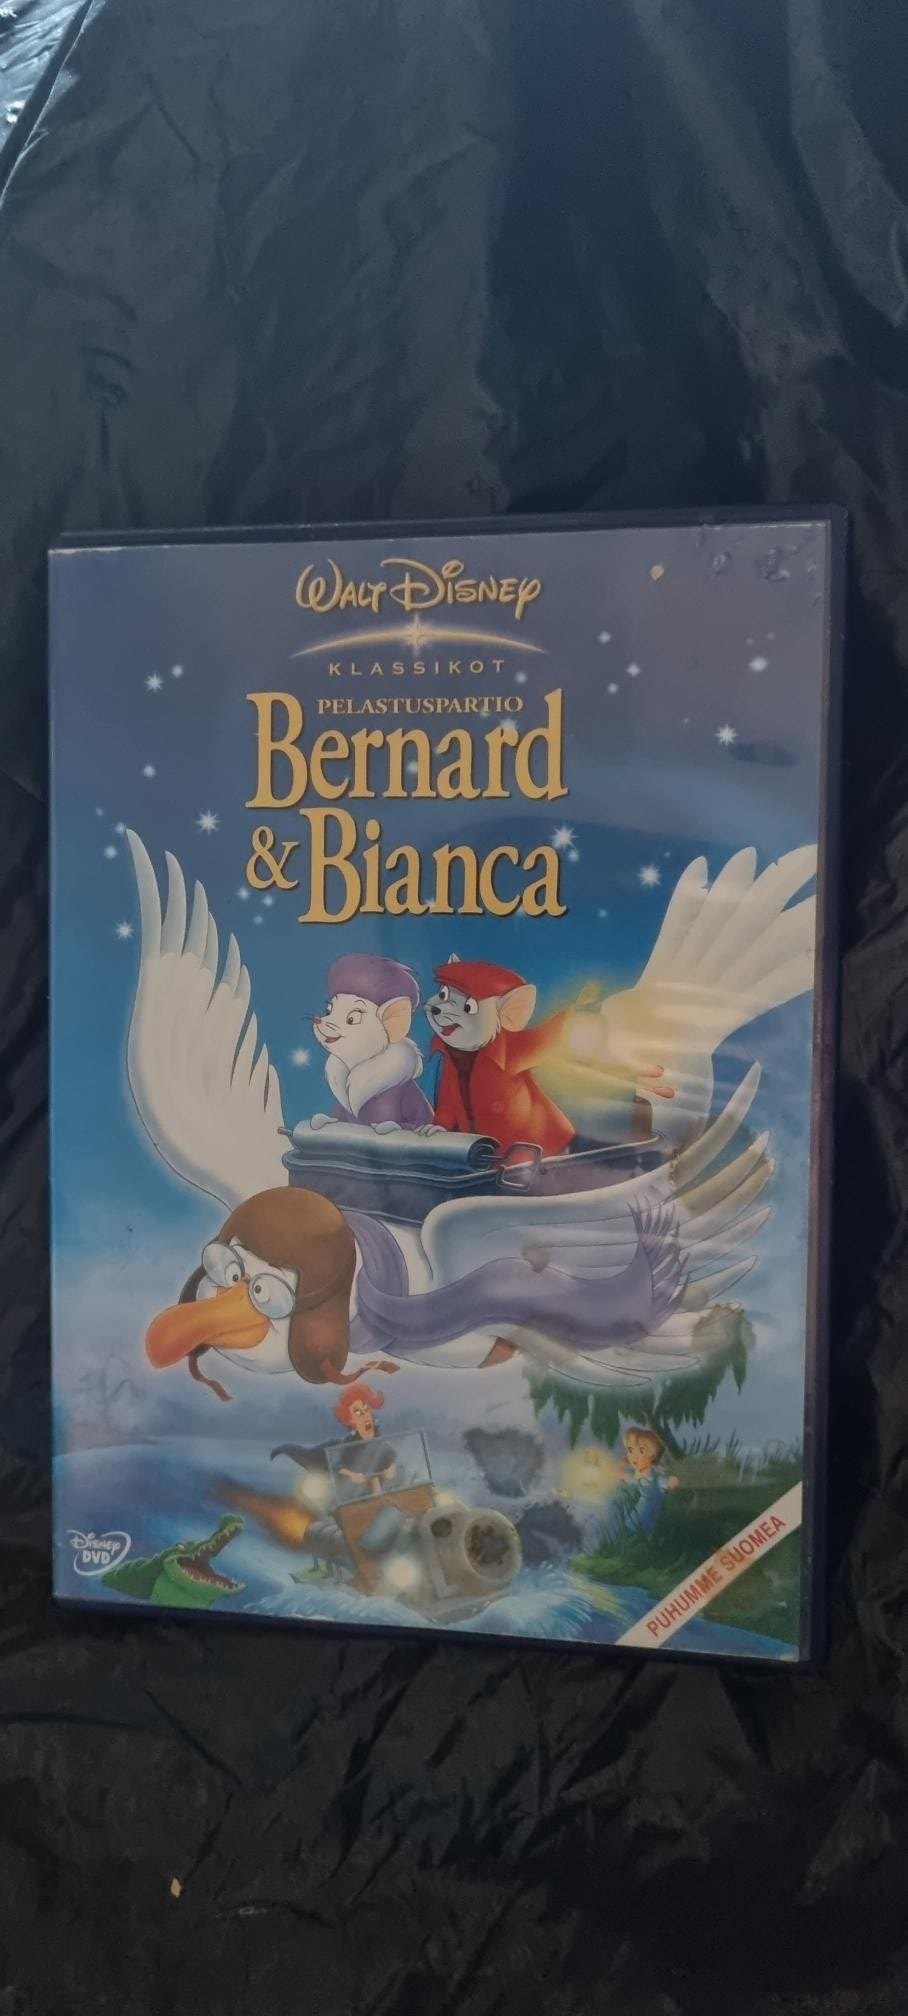 WALT DISNEY
KLASSIKOT
PELASTUSPARTIO
Bernard
& Bianca
DISNEY
DVD
PUHUMME SUOMEA